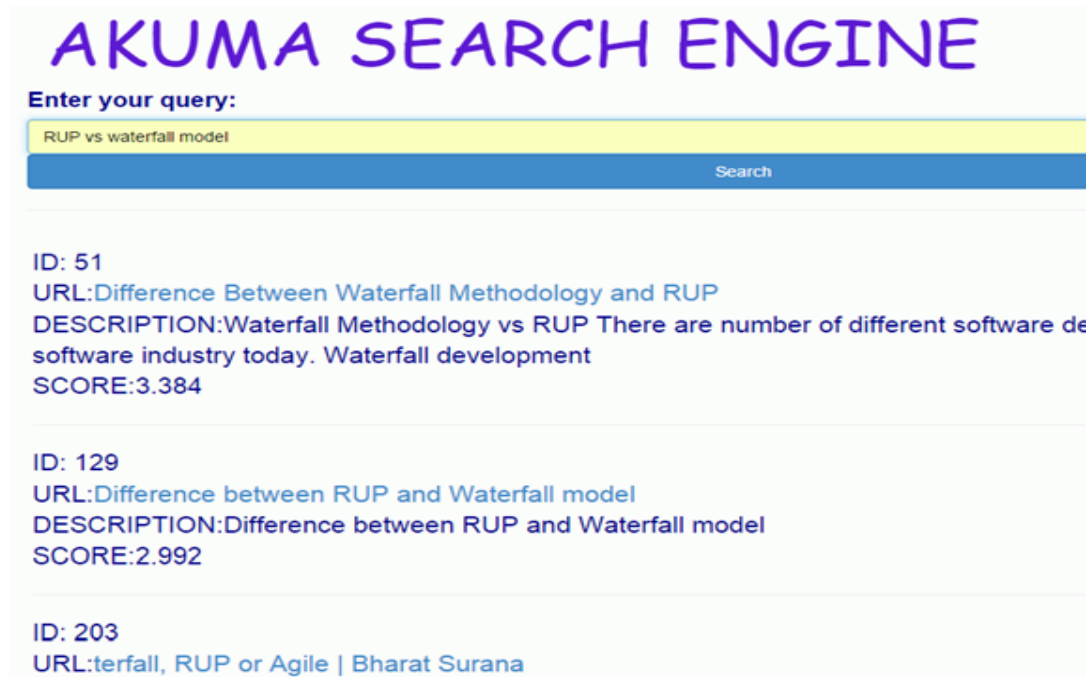 AKUMA SEARCH ENGINE
Enter your query:
RUP vs waterfall model
Search
ID: 51
URL:Difference Between Waterfall Methodology and RUP
DESCRIPTION:Waterfall Methodology vs RUP There are number of different software de
software industry today. Waterfall development
SCORE:3.384
ID: 129
URL:Difference between RUP and Waterfall model
DESCRIPTION:Difference between RUP and Waterfall model
SCORE:2.992
ID: 203
URL:terfall, RUP or Agile | Bharat Surana